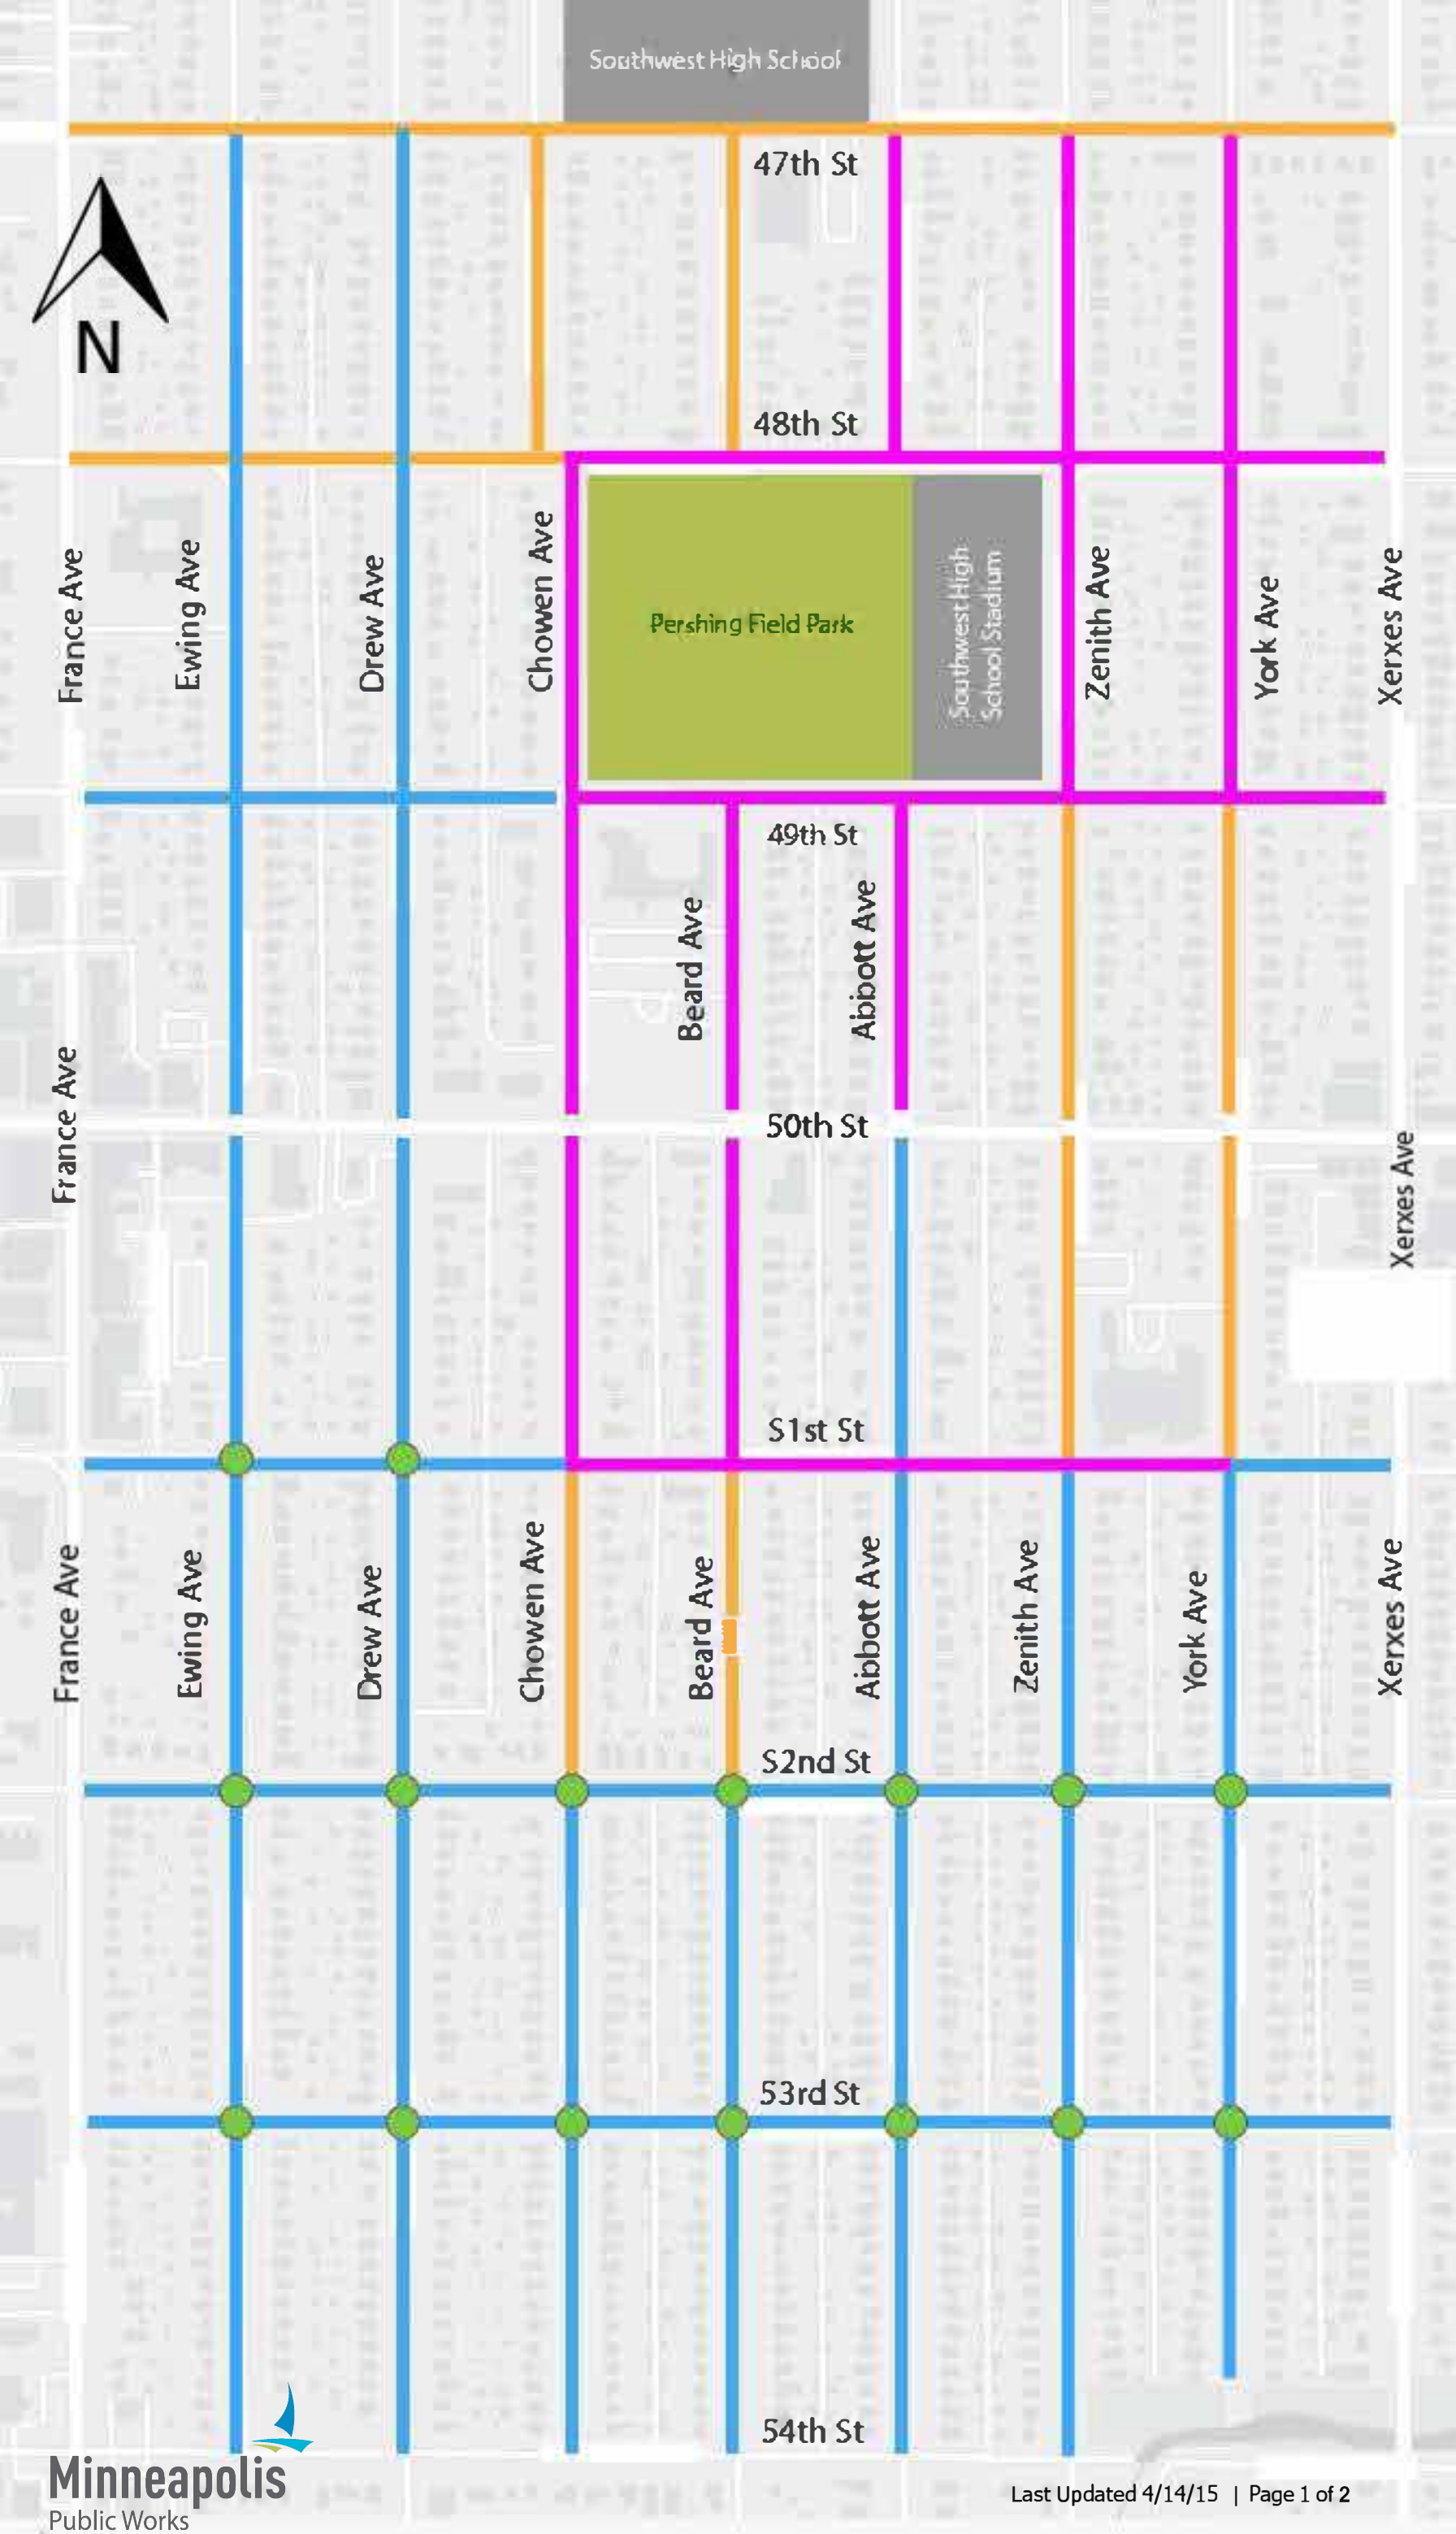 Southwest High School
47th St
N
48th St
France Ave
Ewing Ave
Drew Ave
Chowen Ave
Pershing Field Park
Southwest High
School Stadium
Zenith Ave
York Ave
Xerxes Ave
49th St
Beard Ave
Abbott Ave
France Ave
50th St
Xerxes Ave
S1st St
France Ave
Ewing Ave
Drew Ave
Chowen Ave
Beard Ave
Abbott Ave
Zenith Ave
York Ave
Xerxes Ave
S2nd St
53rd St
54th St
Minneapolis
Public Works
Last Updated 4/14/15 | Page 1 of 2